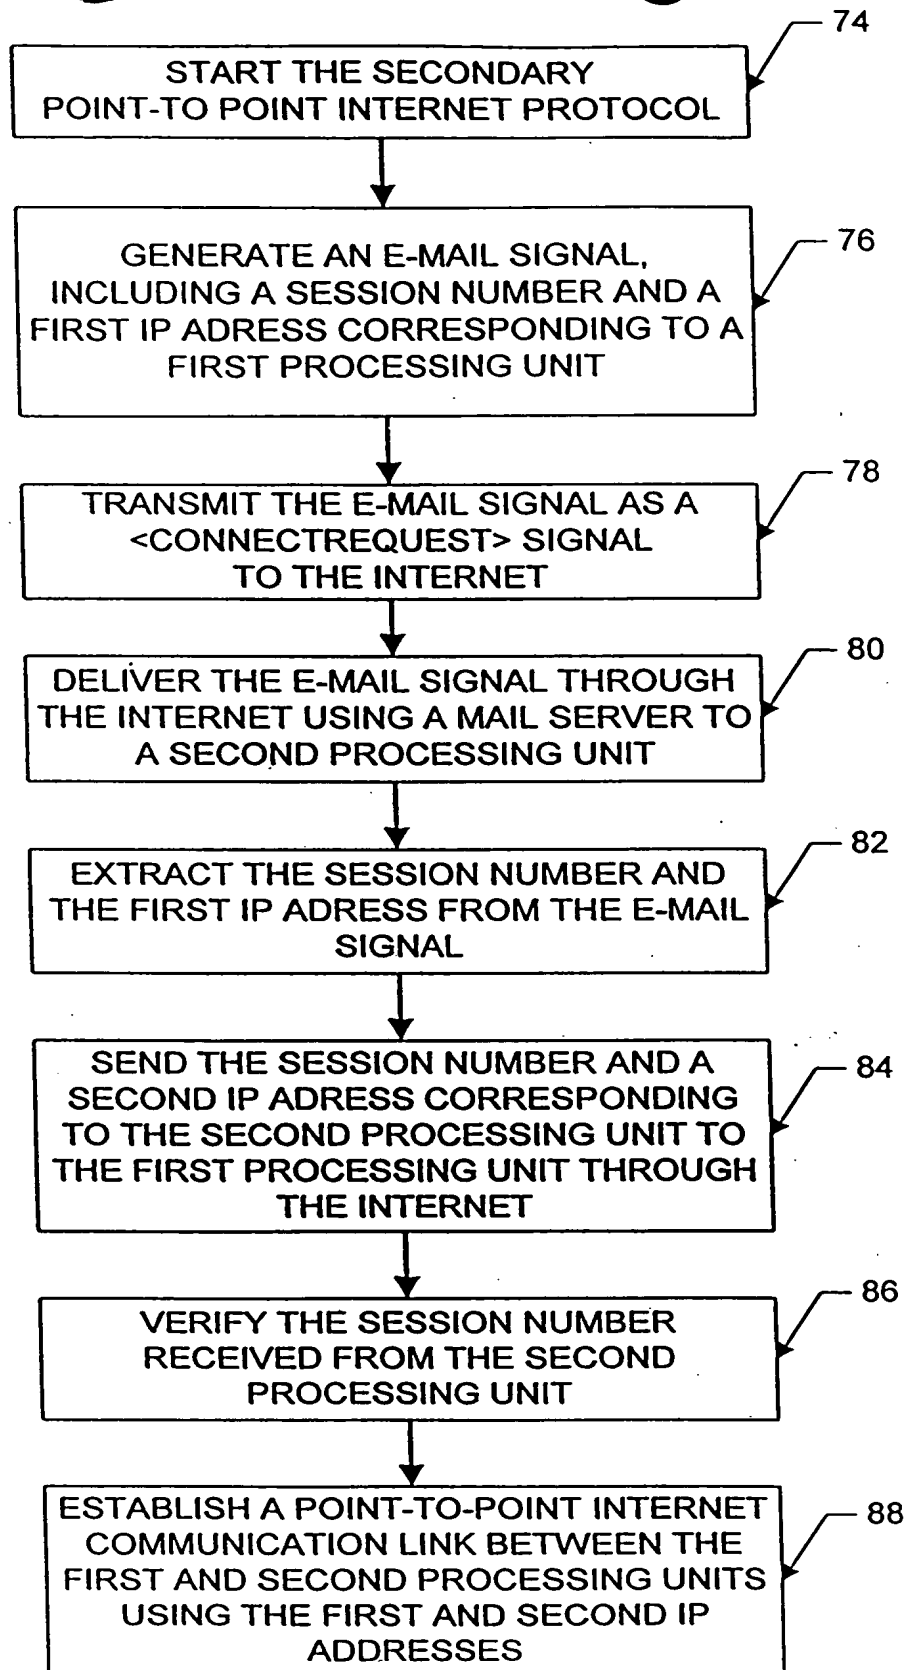 74
START THE SECONDARY
POINT-TO POINT INTERNET PROTOCOL
76
GENERATE AN E-MAIL SIGNAL,
INCLUDING A SESSION NUMBER AND A
FIRST IP ADRESS CORRESPONDING TO A
FIRST PROCESSING UNIT
78
TRANSMIT THE E-MAIL SIGNAL AS A
<CONNECTREQUEST> SIGNAL
TO THE INTERNET
80
DELIVER THE E-MAIL SIGNAL THROUGH
THE INTERNET USING A MAIL SERVER TO
A SECOND PROCESSING UNIT
82
EXTRACT THE SESSION NUMBER AND
THE FIRST IP ADRESS FROM THE E-MAIL
SIGNAL
84
SEND THE SESSION NUMBER AND A
SECOND IP ADRESS CORRESPONDING
TO THE SECOND PROCESSING UNIT TO
THE FIRST PROCESSING UNIT THROUGH
THE INTERNET
86
VERIFY THE SESSION NUMBER
RECEIVED FROM THE SECOND
PROCESSING UNIT
88
ESTABLISH A POINT-TO-POINT INTERNET
COMMUNICATION LINK BETWEEN THE
FIRST AND SECOND PROCESSING UNITS
USING THE FIRST AND SECOND IP
ADDRESSES